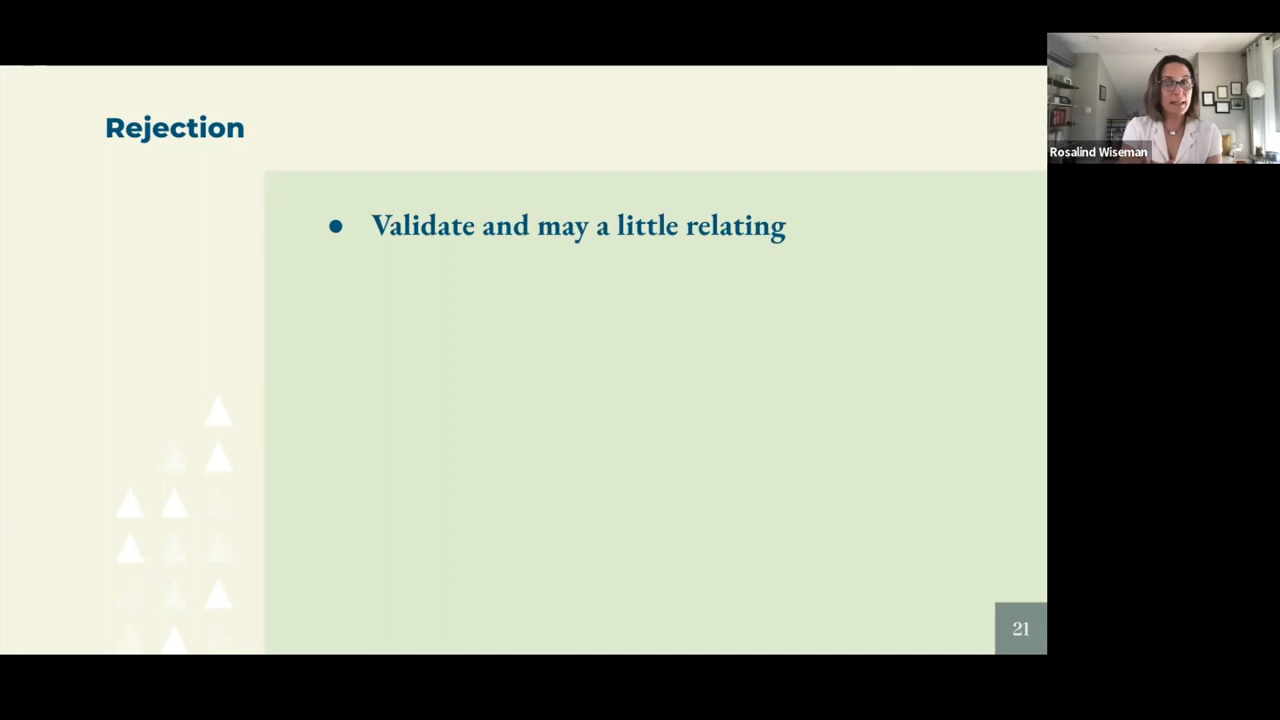 Rejection
● Validate and may a little relating
Rosalind Wiseman
21